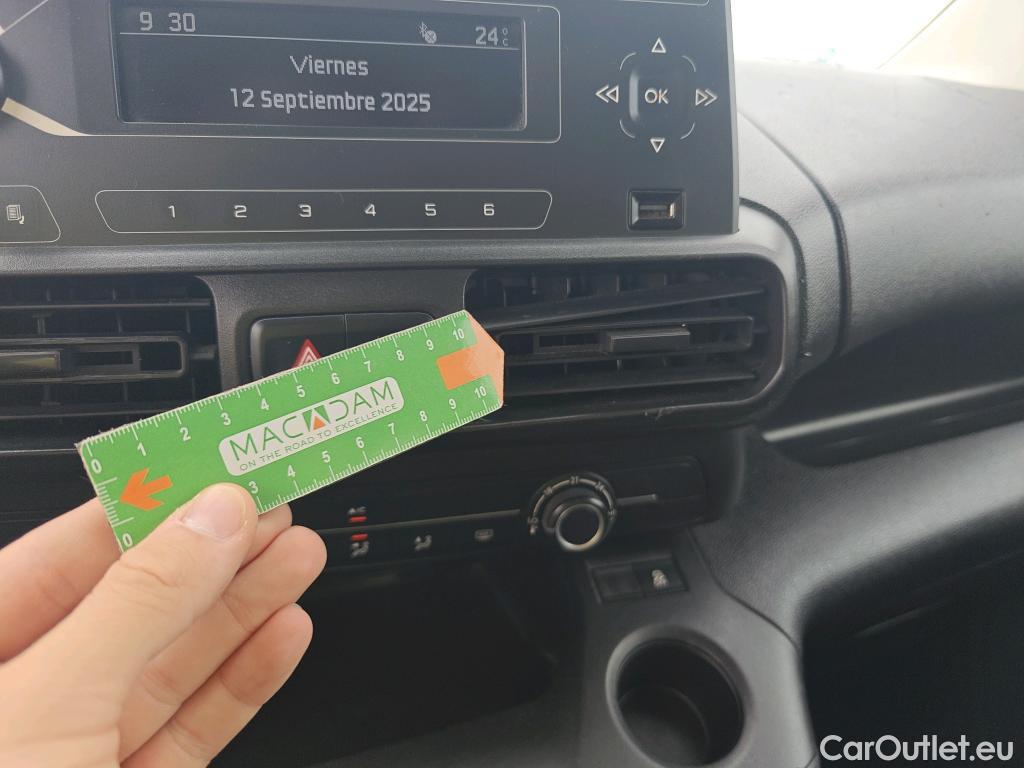 9 30
24°C
Viernes
12 Septiembre 2025
OK
1 2 3 4 5 6
0 1 2 3 4 5 6 7 8 9 10
MACADAM
ON THE ROAD TO EXCELLENCE
0 3 4 5 6 7 8 9 10
A/C
CarOutlet.eu